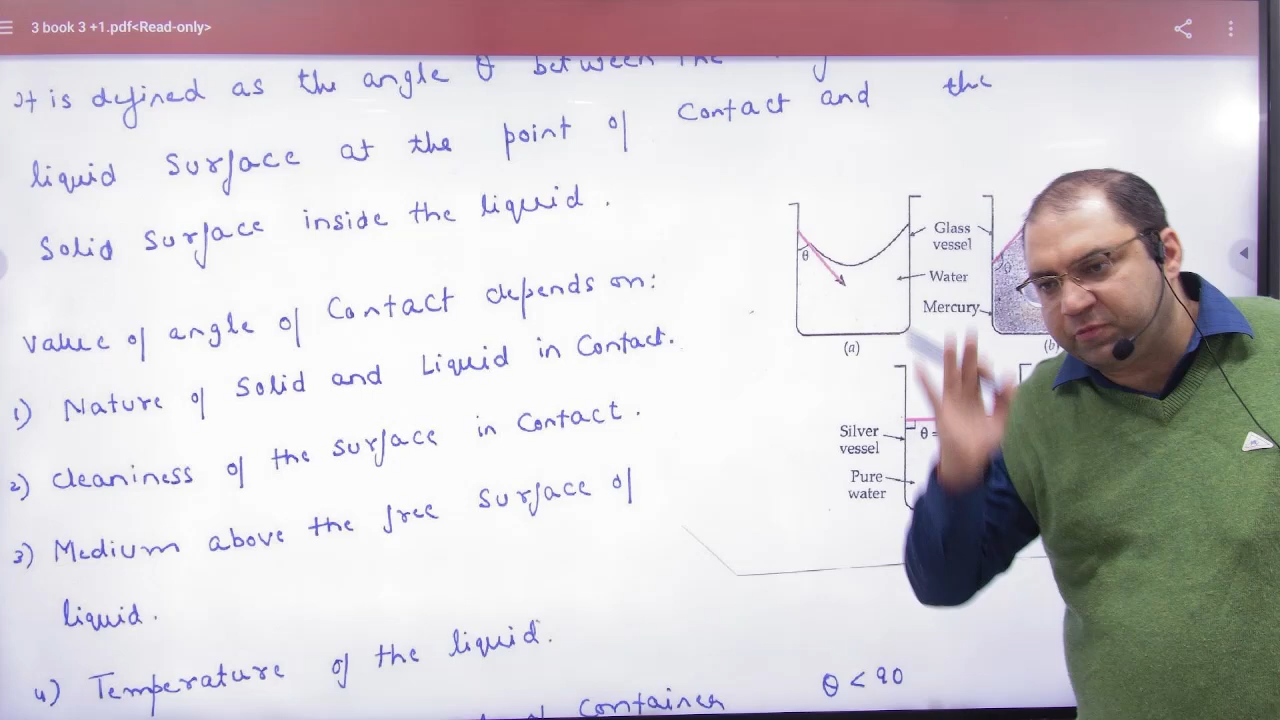 3 book 3 +1.pdf<Read-only>
It is defined as the angle θ between the
liquid surface at the point of Contact and the
Solid surface inside the liquid.
Value of angle of Contact depends on:
1) Nature of Solid and Liquid in Contact.
2) Cleaniness of the surface in Contact.
3) Medium above the free surface of
liquid.
4) Temperature of the liquid.
Container
θ
Glass
vessel
Water
Mercury
θ
(a)
(b)
Silver
vessel
θ =
Pure
water
θ < 90